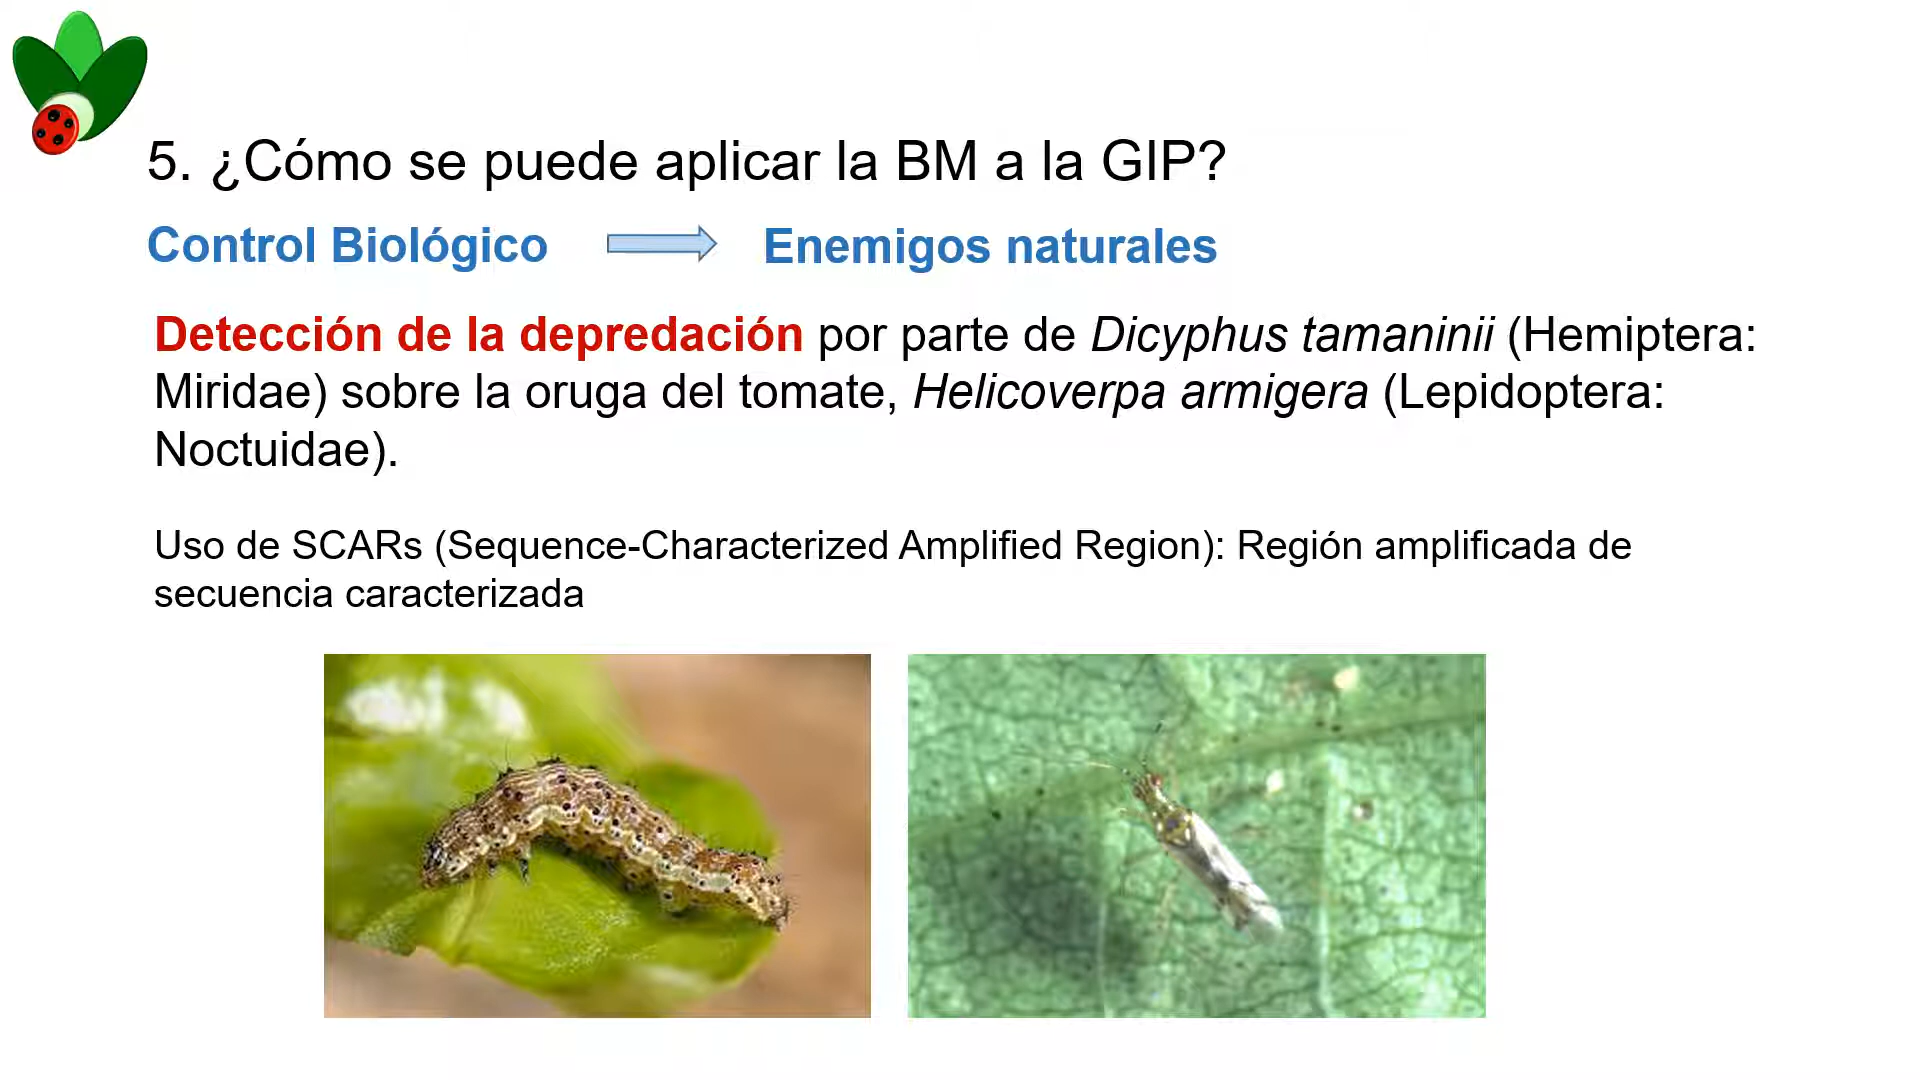 5. ¿Cómo se puede aplicar la BM a la GIP?
Control Biológico Enemigos naturales
Detección de la depredación por parte de Dicyphus tamaninii (Hemiptera:
Miridae) sobre la oruga del tomate, Helicoverpa armigera (Lepidoptera:
Noctuidae).
Uso de SCARs (Sequence-Characterized Amplified Region): Región amplificada de
secuencia caracterizada